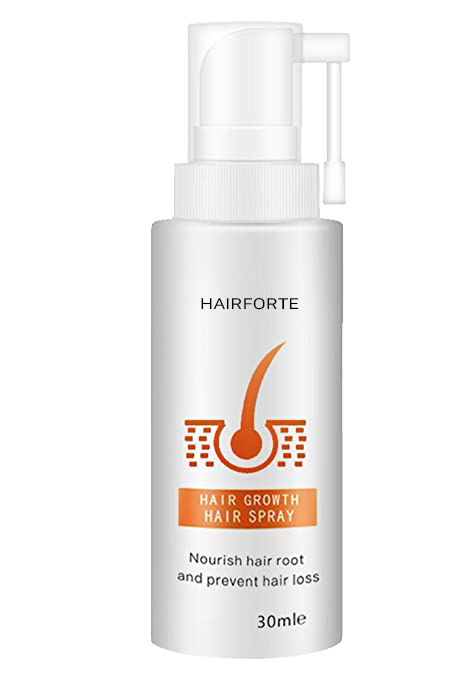 HAIRFORTE
HAIR GROWTH
HAIR SPRAY
Nourish hair root
and prevent hair loss
30mle